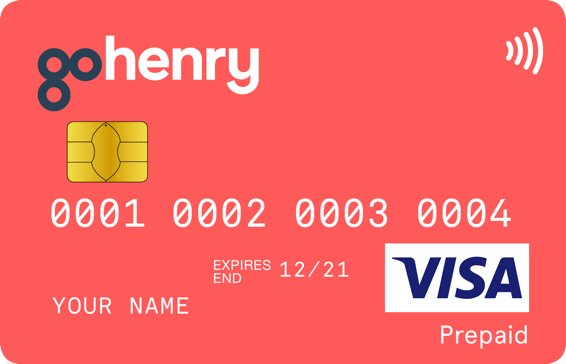 gohenry
0001 0002 0003 0004
EXPIRES END 12/21
YOUR NAME
VISA
Prepaid